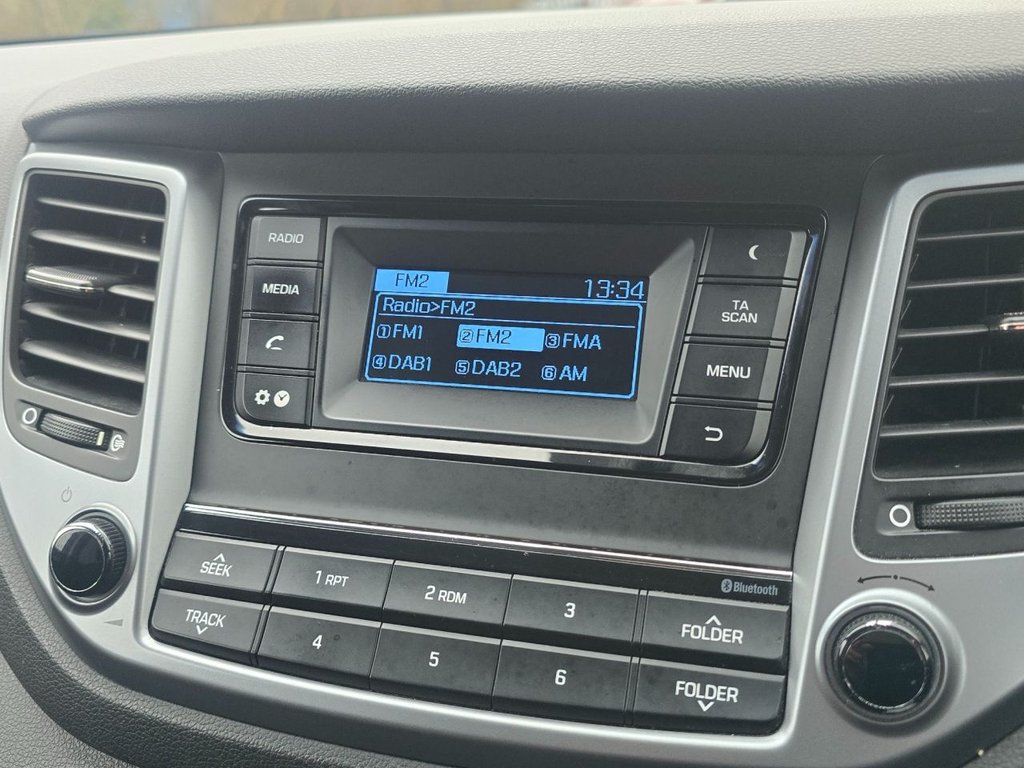 RADIO
MEDIA
FM2 13:34
Radio>FM2
①FM1 ②FM2 ③FMA
④DAB1 ⑤DAB2 ⑥AM
TA
SCAN
MENU
Bluetooth
SEEK 1 RPT 2 RDM 3 FOLDER
TRACK 4 5 6 FOLDER